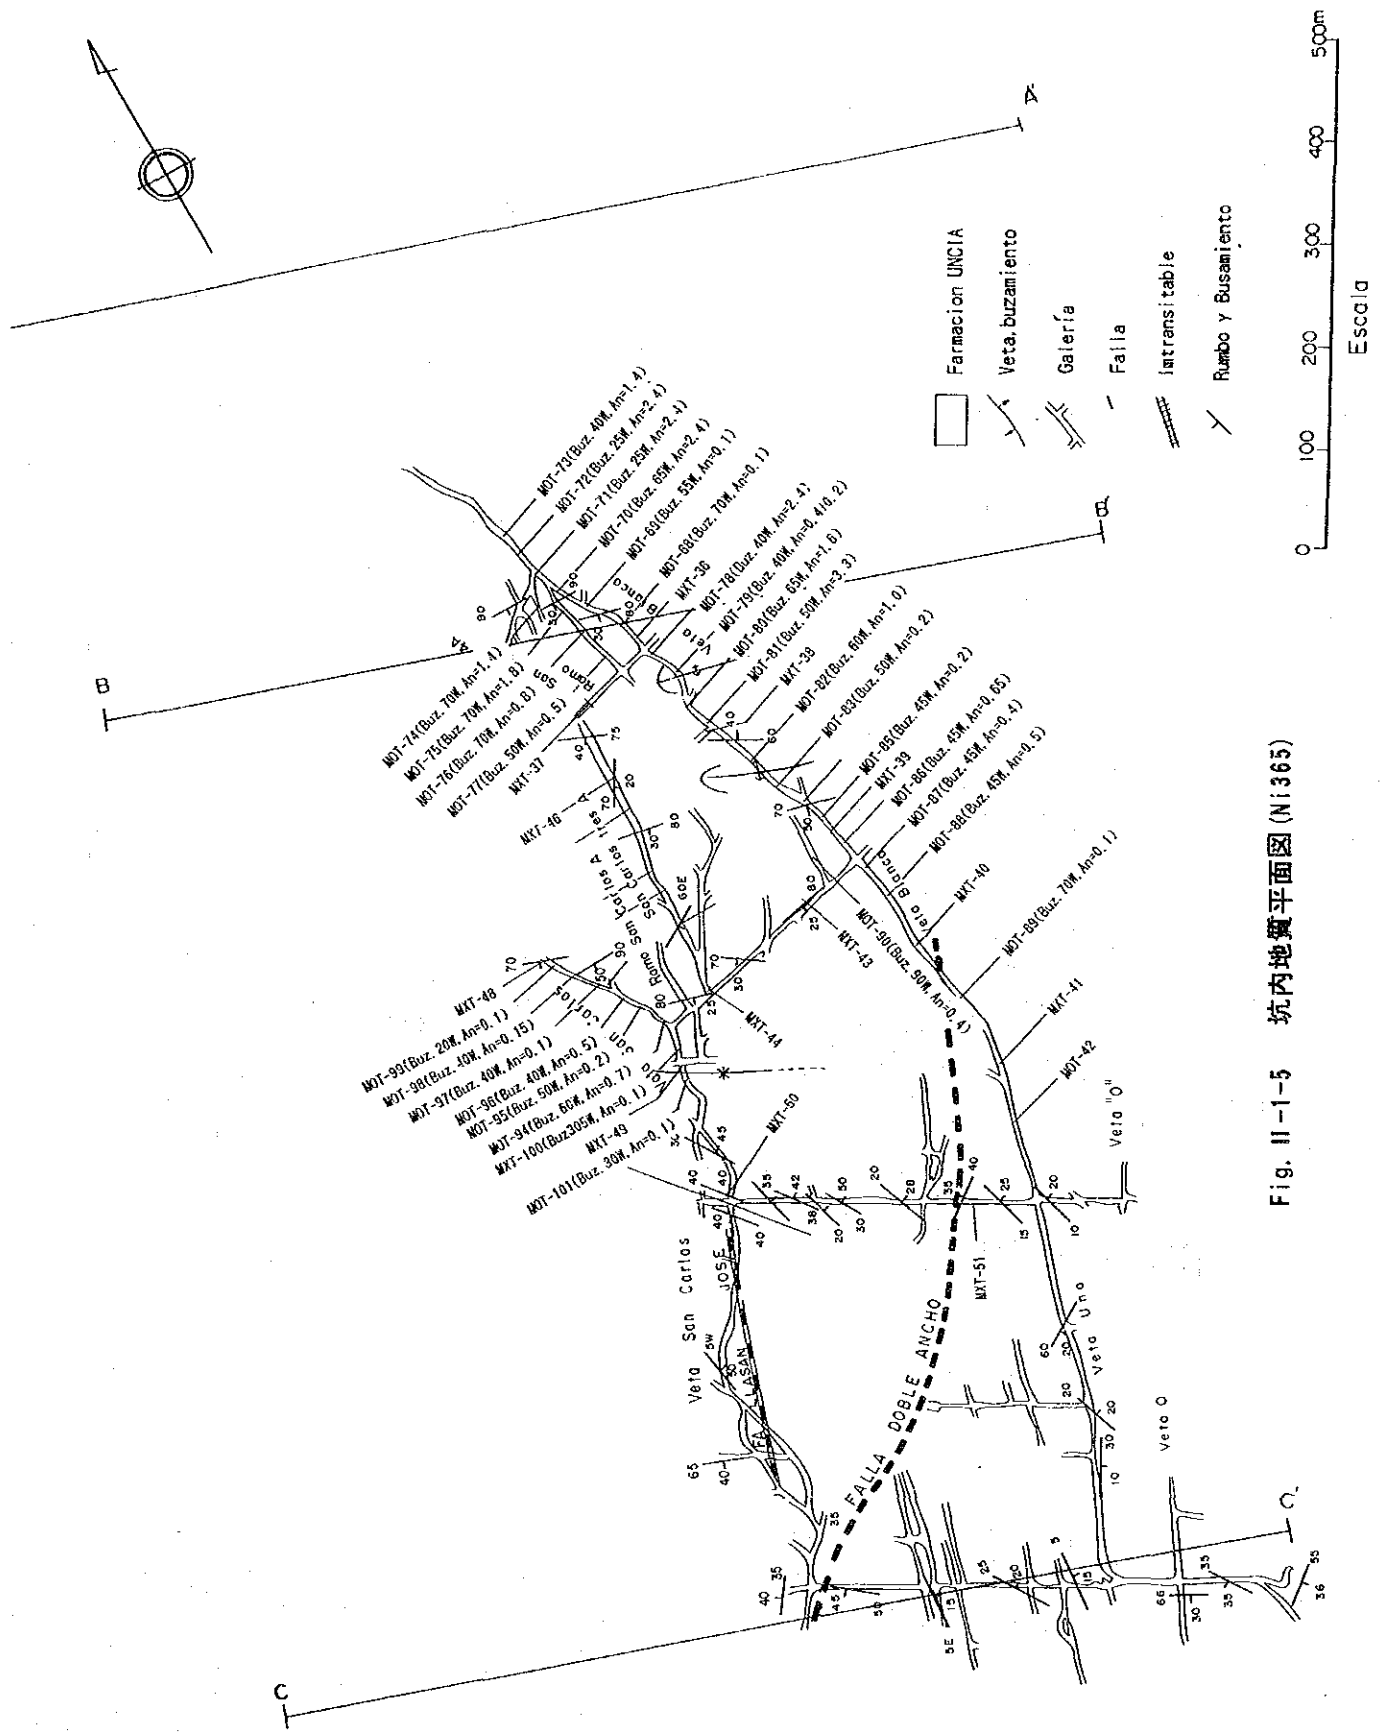 A'
B
B'
C
C'
Farmacion UNCIA
Veta, buzamiento
Galería
Falla
Intransitable
Rumbo y Busamiento
0 100 200 300 400 500m
Escala
MOT-73(Buz. 40W, An=1.4)
MOT-72(Buz. 25W, An=2.4)
MOT-71(Buz. 25W, An=2.4)
MOT-70(Buz. 65W, An=2.4)
MOT-69(Buz. 55W, An=0.1)
MOT-68(Buz. 70W, An=0.1)
MXT-36
MOT-78(Buz. 40W, An=2.4)
MOT-79(Buz. 40W, An=0.410.2)
MOT-80(Buz. 65W, An=1.6)
MOT-81(Buz. 50W, An=3.3)
MXT-38
MOT-82(Buz. 60W, An=1.0)
MOT-83(Buz. 50W, An=0.2)
MOT-85(Buz. 45W, An=0.2)
MXT-39
MOT-86(Buz. 45W, An=0.65)
MOT-87(Buz. 45W, An=0.4)
MOT-88(Buz. 45W, An=0.5)
MXT-40
MOT-89(Buz. 70W, An=0.1)
MXT-41
MOT-42
MOT-74(Buz. 70W, An=1.4)
MOT-75(Buz. 70W, An=1.8)
MOT-76(Buz. 70W, An=0.8)
MOT-77(Buz. 50W, An=0.5)
MXT-37
Ramo San
Veta Blanco
MXT-46
San Carlos tres A
Ramo San Carlos A
60E
MOT-90(Buz. 90W, An=0.4)
MXT-43
MXT-44
Veta Blanco
MXT-48
MOT-99(Buz. 20W, An=0.1)
MOT-98(Buz. 40W, An=0.15)
MOT-97(Buz. 40W, An=0.1)
MOT-96(Buz. 40W, An=0.5)
MOT-95(Buz. 50W, An=0.2)
MOT-94(Buz. 60W, An=0.7)
MXT-100(Buz305W, An=0.1)
MXT-49
MOT-101(Buz. 30W, An=0.1)
Veta San Carlos
MXT-50
MXT-51
Veta San Carlos
FALLASAN JOSE
FALLA DOBLE ANCHO
Veta Uno
Veta "O"
Veta O
5W
5E
Fig. II-1-5 坑内地質平面図(Ni365)